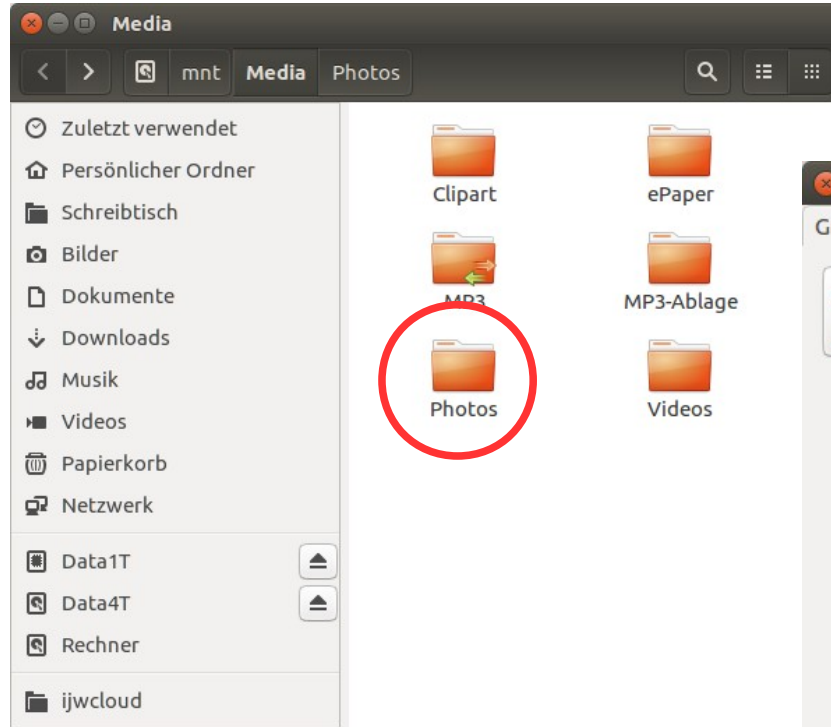 Media
mnt Media Photos
Zuletzt verwendet
Persönlicher Ordner
Schreibtisch
Bilder
Dokumente
Downloads
Musik
Videos
Papierkorb
Netzwerk
Data1T
Data4T
Rechner
ijwcloud
Clipart ePaper
MP3 MP3-Ablage
Photos Videos
G